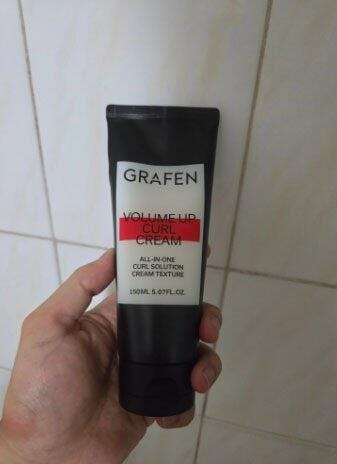 GRAFEN
VOLUME UP
CURL
CREAM
ALL-IN-ONE
CURL SOLUTION
CREAM TEXTURE
150ML 5.07FL.OZ.